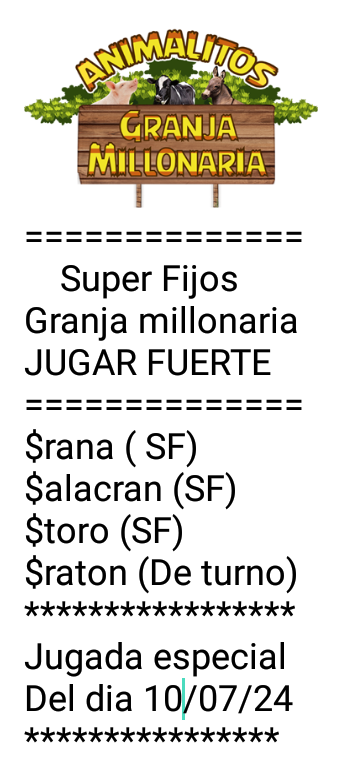 ANIMALITOS
GRANJA
MILLONARIA
==============
Super Fijos
Granja millonaria
JUGAR FUERTE
==============
$rana ( SF)
$alacran (SF)
$toro (SF)
$raton (De turno)
*****************
Jugada especial
Del dia 10/07/24
****************